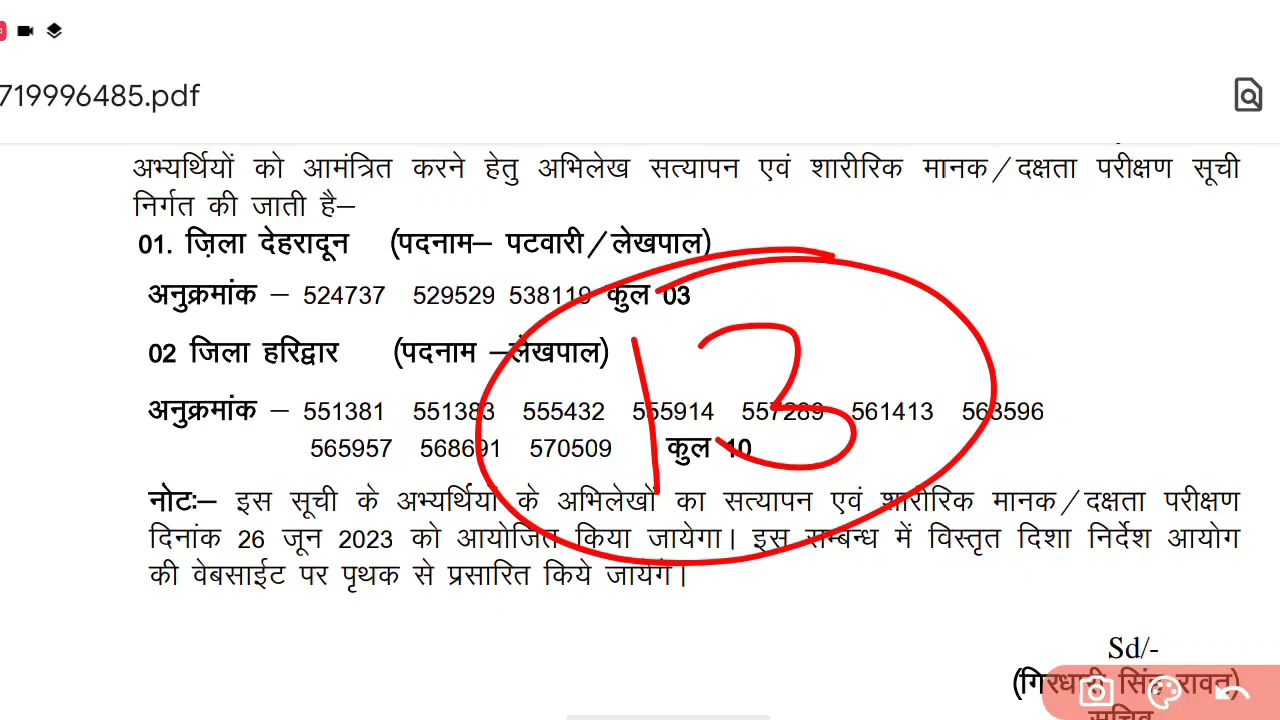 719996485.pdf
अभ्यर्थियों को आमंत्रित करने हेतु अभिलेख सत्यापन एवं शारीरिक मानक/दक्षता परीक्षण सूची
निर्गत की जाती है–
01. ज़िला देहरादून (पदनाम– पटवारी/लेखपाल)
अनुक्रमांक – 524737 529529 538119 कुल 03
02 जिला हरिद्वार (पदनाम –लेखपाल)
13
अनुक्रमांक – 551381 551383 555432 555914 557289 561413 563596
565957 568691 570509 कुल 10
नोटः– इस सूची के अभ्यर्थियों के अभिलेखों का सत्यापन एवं शारीरिक मानक/दक्षता परीक्षण
दिनांक 26 जून 2023 को आयोजित किया जायेगा। इस सम्बन्ध में विस्तृत दिशा निर्देश आयोग
की वेबसाईट पर पृथक से प्रसारित किये जायेगे।
Sd/-
(गिरधारी सिंह रावत)
सचिव